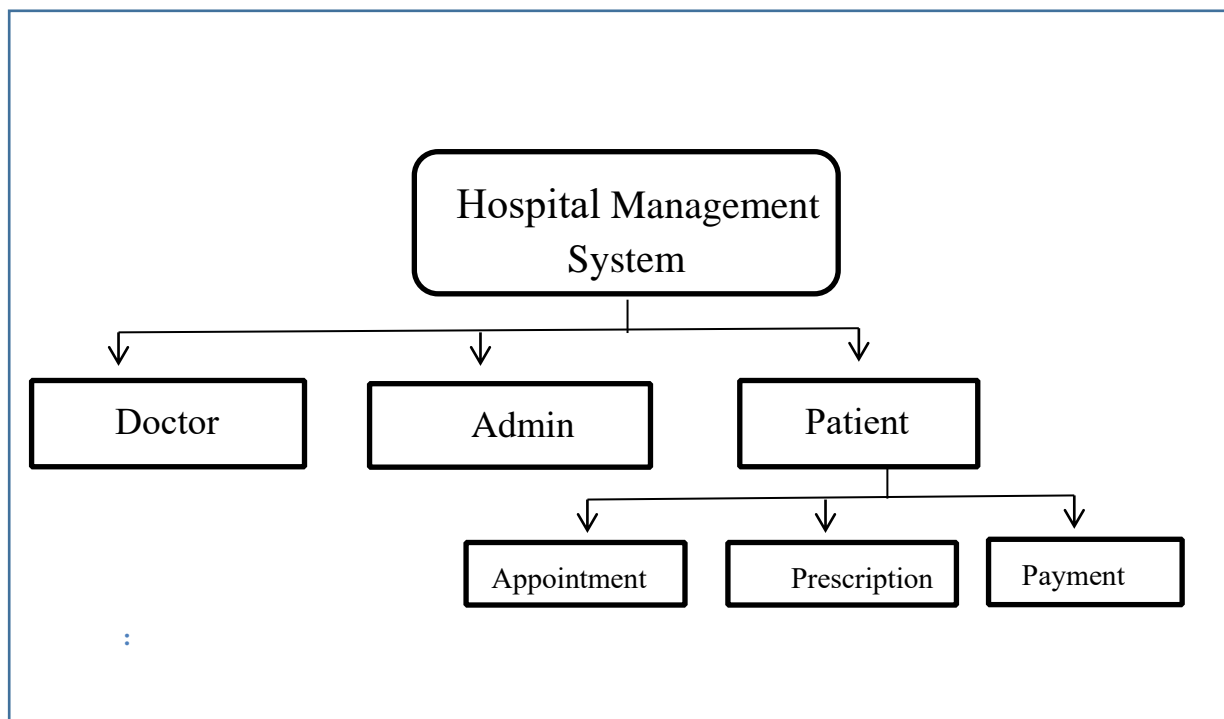 Hospital Management
System
Doctor
Admin
Patient
Appointment
Prescription
Payment
: